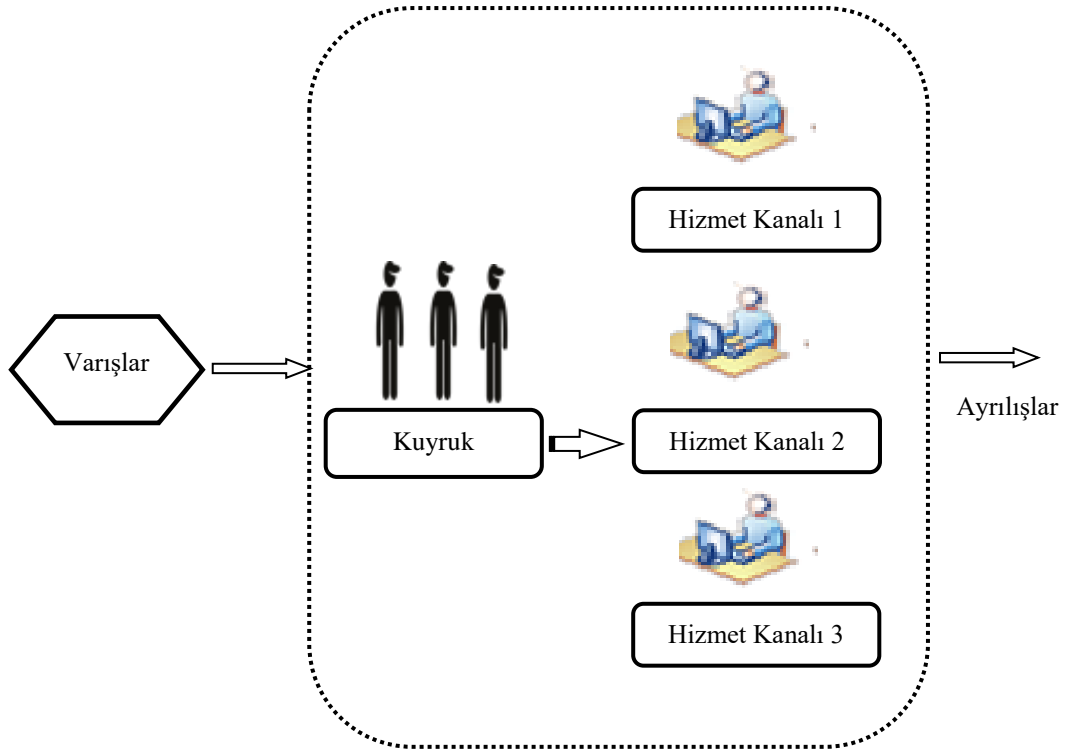 Varışlar
Kuyruk
Hizmet Kanalı 1
Hizmet Kanalı 2
Hizmet Kanalı 3
Ayrılışlar